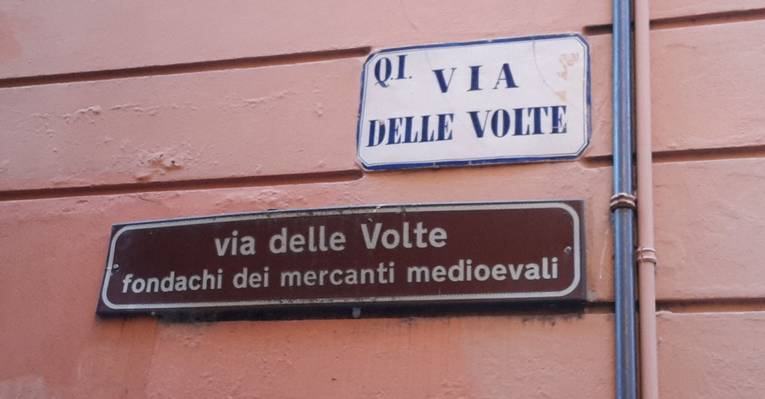 Q.I. VIA
DELLE VOLTE
via delle Volte
fondachi dei mercanti medioevali